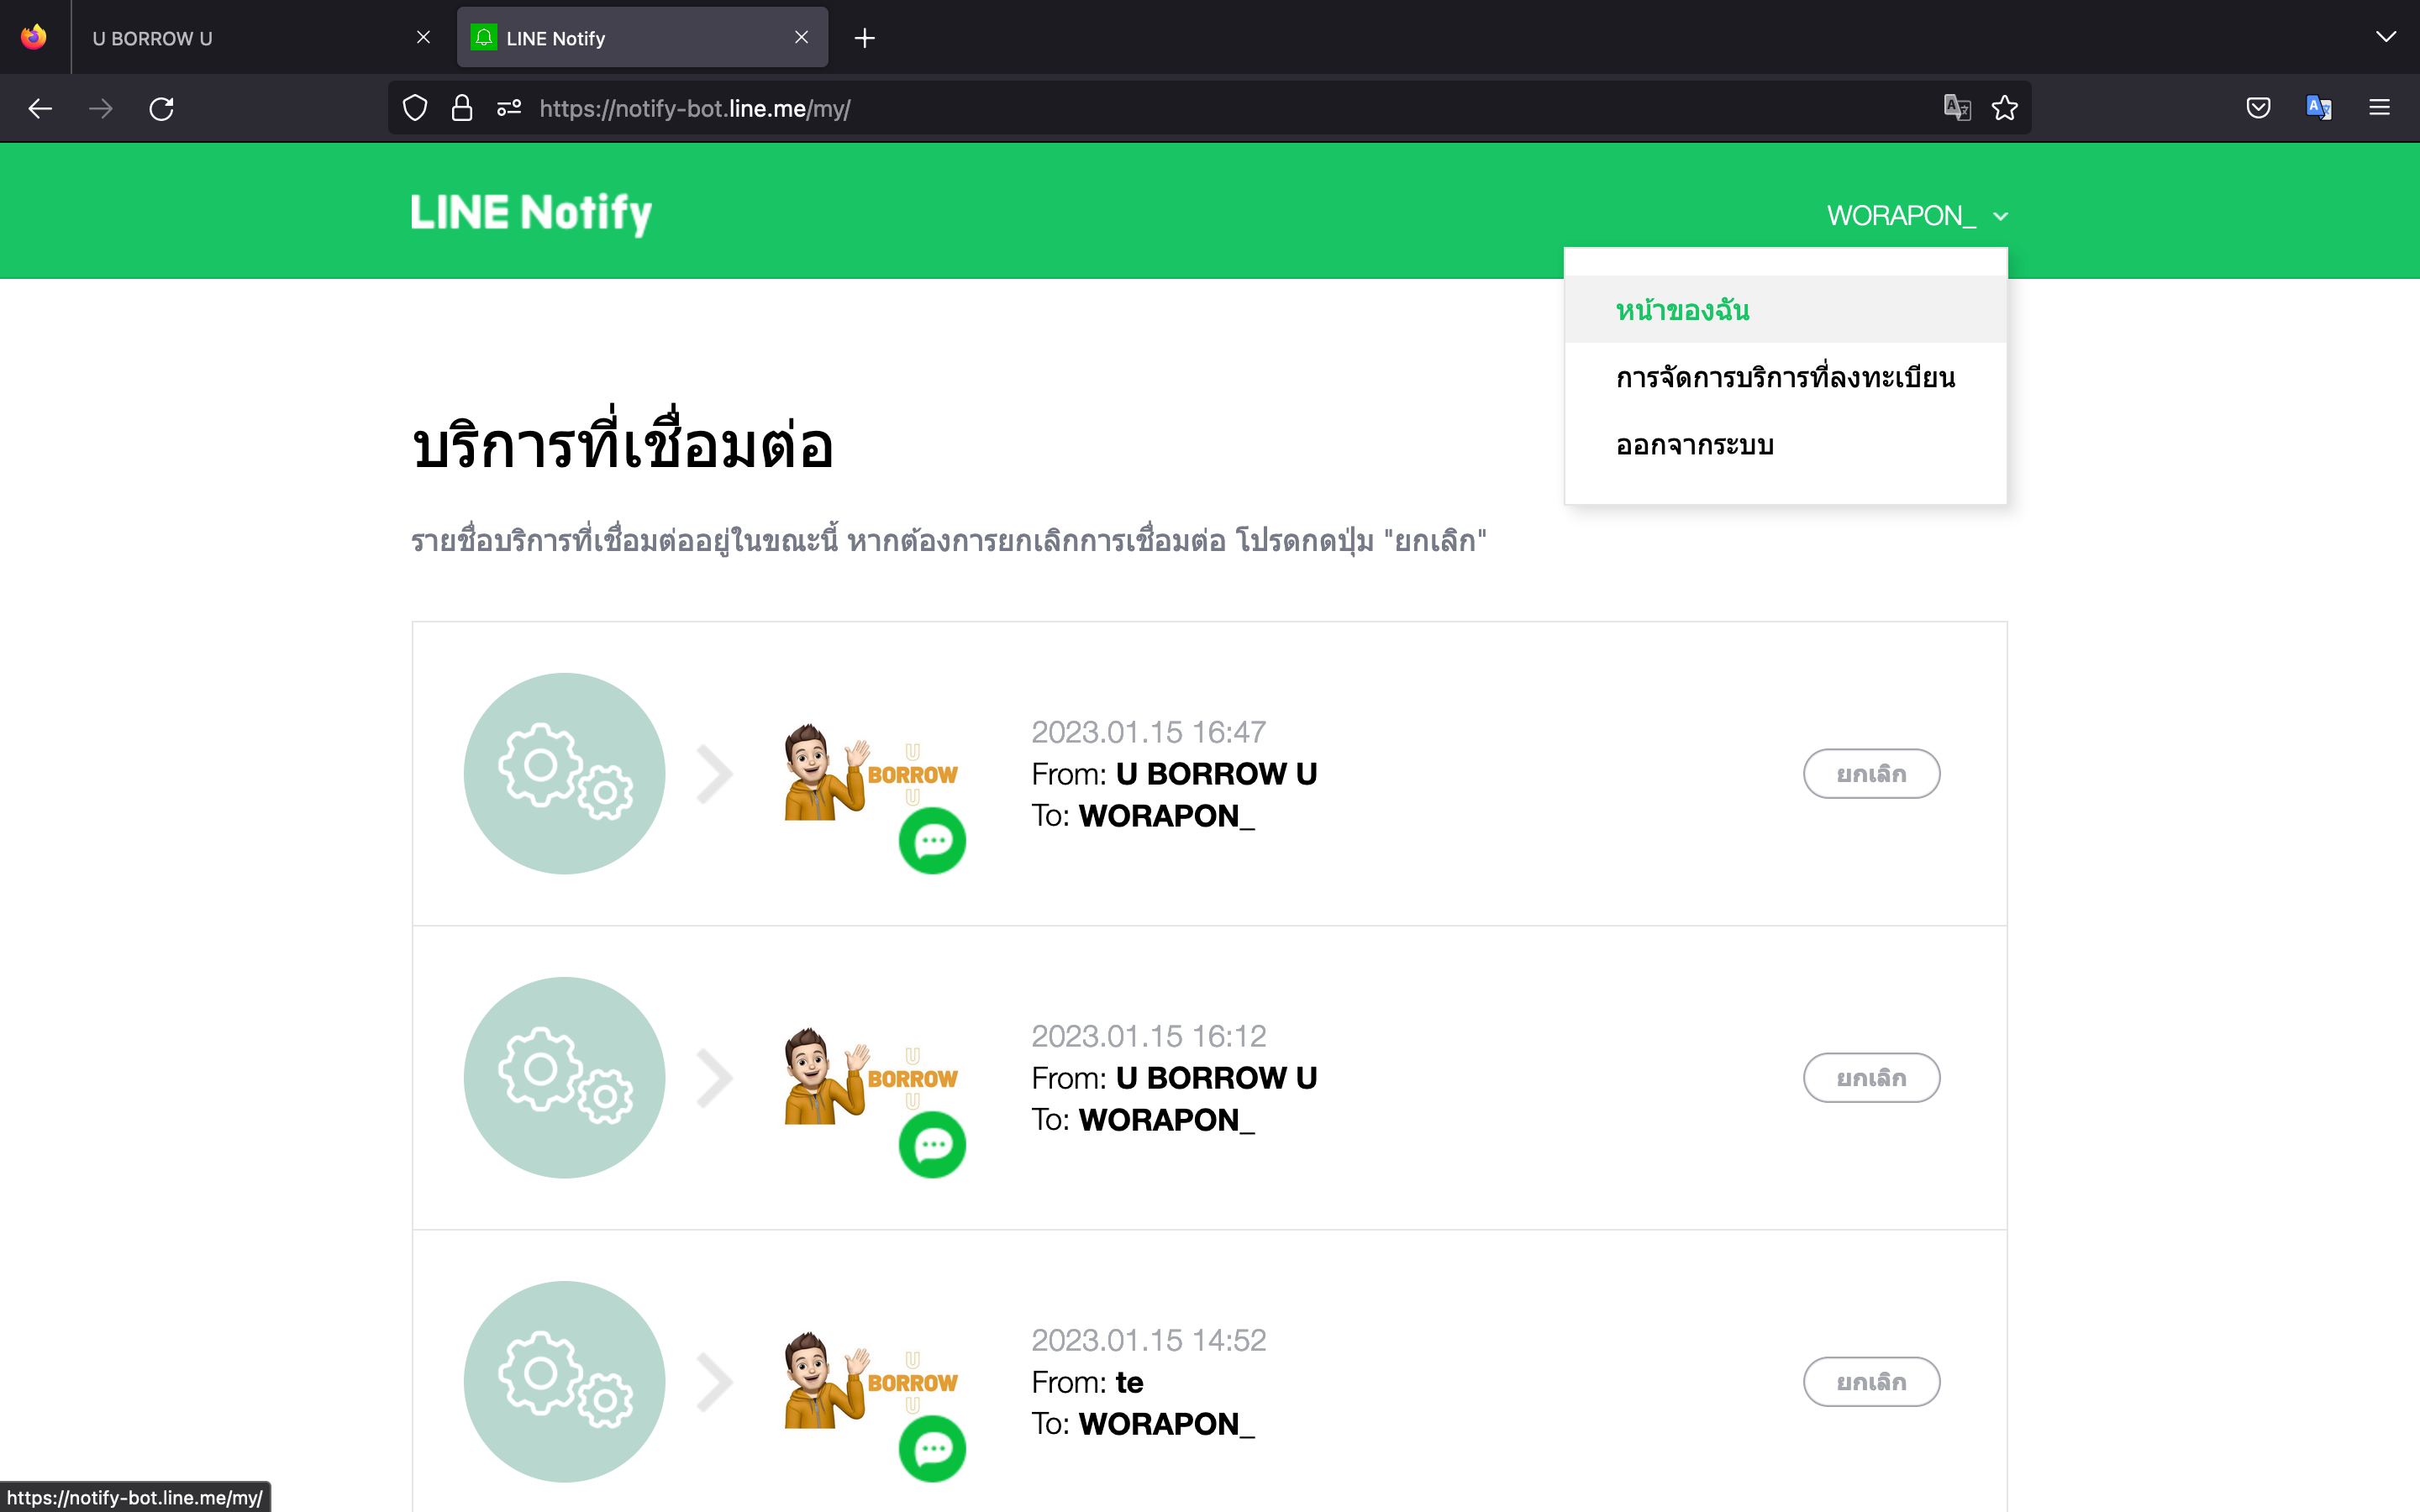 U BORROW U
LINE Notify
https://notify-bot.line.me/my/
LINE Notify
WORAPON_
หน้าของฉัน
การจัดการบริการที่ลงทะเบียน
ออกจากระบบ
บริการที่เชื่อมต่อ
รายชื่อบริการที่เชื่อมต่ออยู่ในขณะนี้ หากต้องการยกเลิกการเชื่อมต่อ โปรดกดปุ่ม "ยกเลิก"
U
BORROW
U
2023.01.15 16:47
From: U BORROW U
To: WORAPON_
ยกเลิก
U
BORROW
U
2023.01.15 16:12
From: U BORROW U
To: WORAPON_
ยกเลิก
U
BORROW
U
2023.01.15 14:52
From: te
To: WORAPON_
ยกเลิก
https://notify-bot.line.me/my/